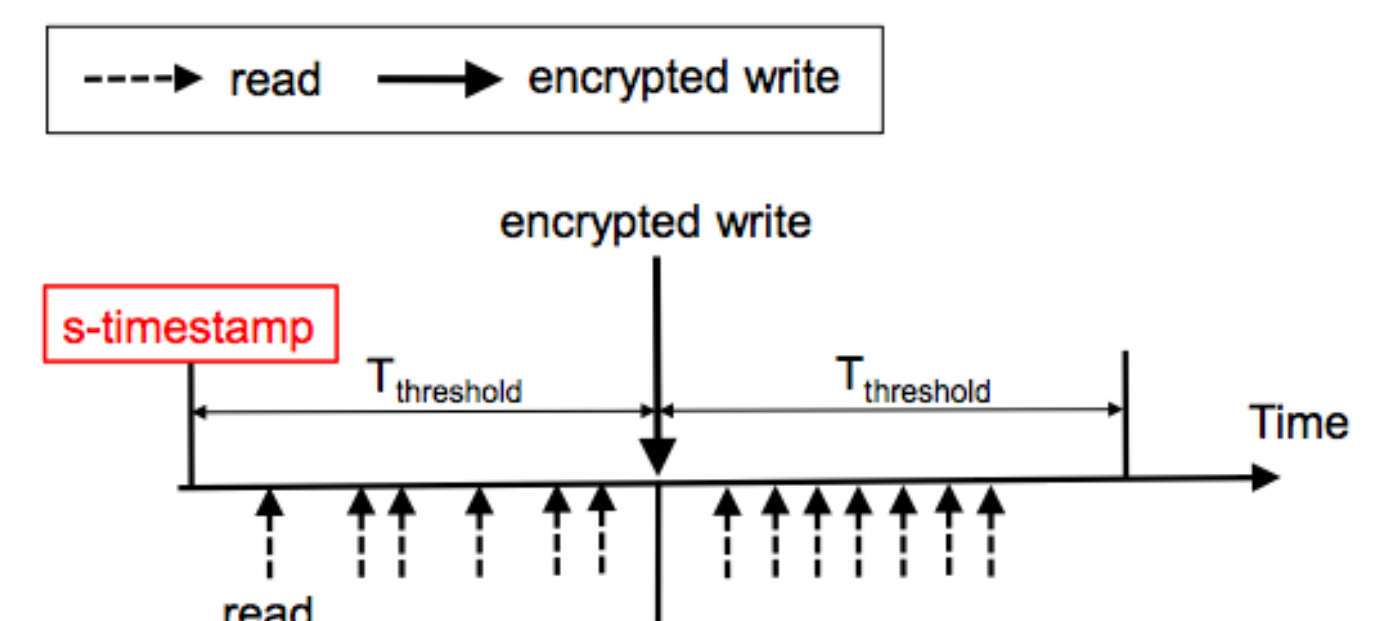 read encrypted write
encrypted write
s-timestamp
Tthreshold Tthreshold
Time
read